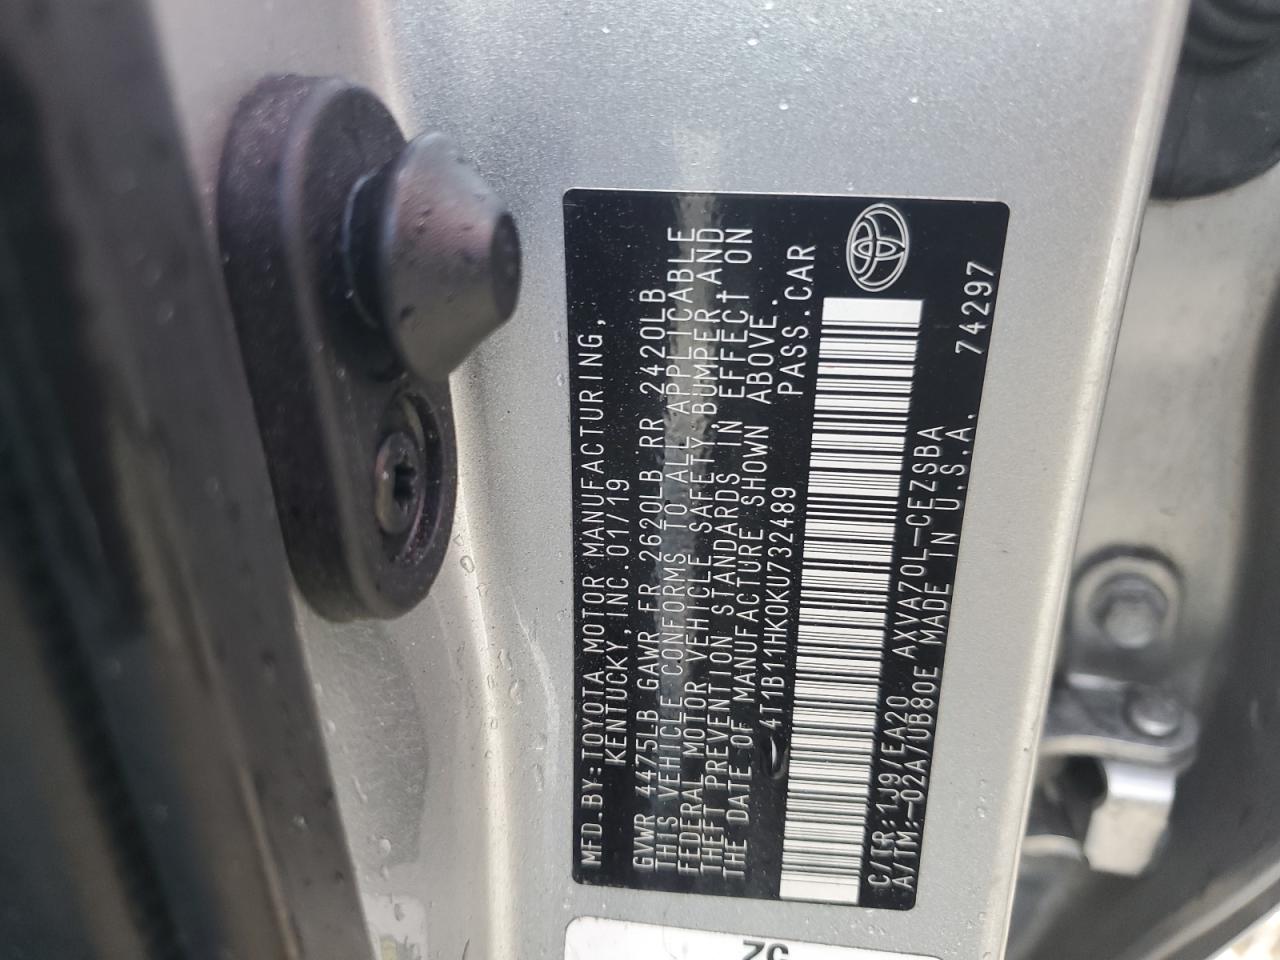 MFD.BY:TOYOTA MOTOR MANUFACTURING,
KENTUCKY,INC.01/19
GVWR 4475LB GAWR FR 2620LB RR 2420LB
THIS VEHICLE CONFORMS TO ALL APPLICABLE
FEDERAL MOTOR VEHICLE SAFETY,BUMPER,AND
THEFT PREVENTION STANDARDS IN EFFECT ON
THE DATE OF MANUFACTURE SHOWN ABOVE.
4T1B11HK0KU732489 PASS.CAR
C/TR:1J9/EA20 AXVA70L-CEZSBA 74297
A/TM:-02A/UB80E MADE IN U.S.A.
52